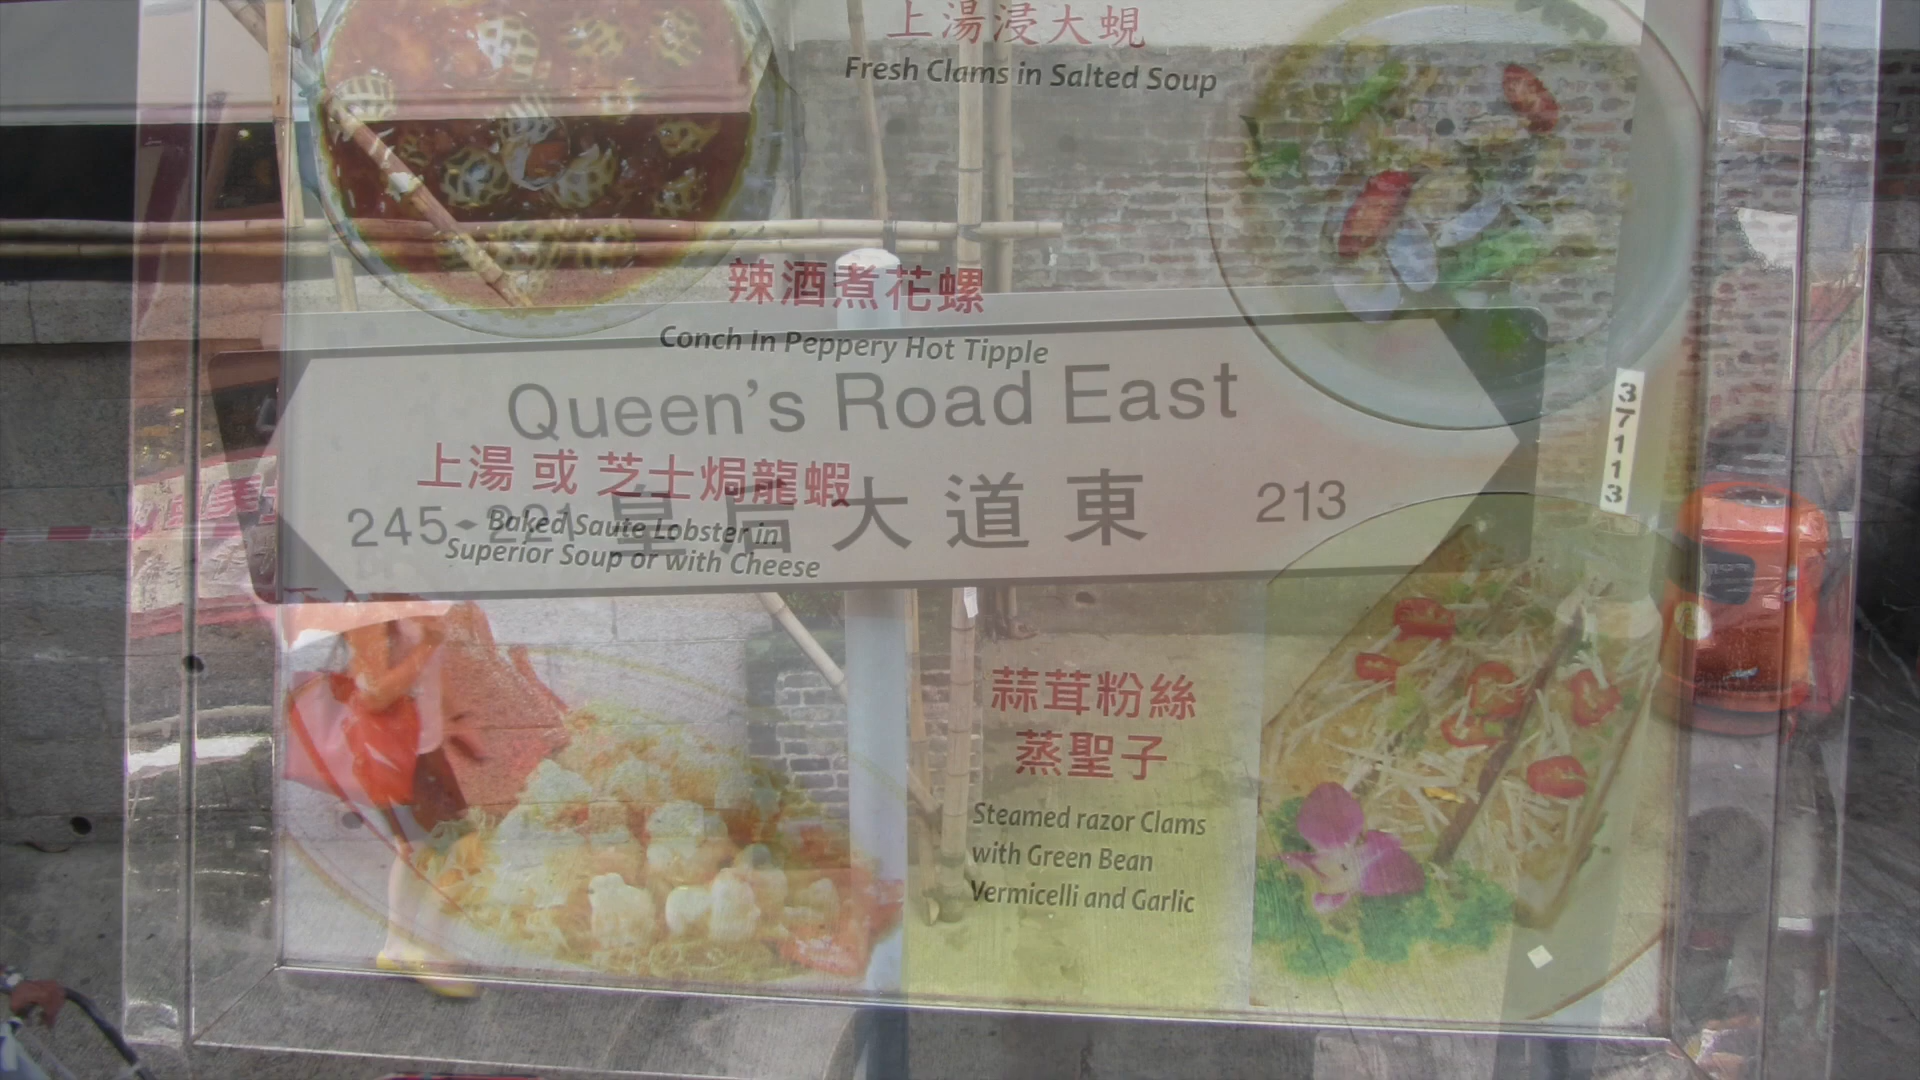 上湯浸大蜆
Fresh Clams in Salted Soup
辣酒煮花螺
Conch In Peppery Hot Tipple
Queen's Road East
上湯 或 芝士焗龍蝦
245-221 皇后大道東 213
Baked Saute Lobster in
Superior Soup or with Cheese
37113
蒜茸粉絲
蒸聖子
Steamed razor Clams
with Green Bean
Vermicelli and Garlic